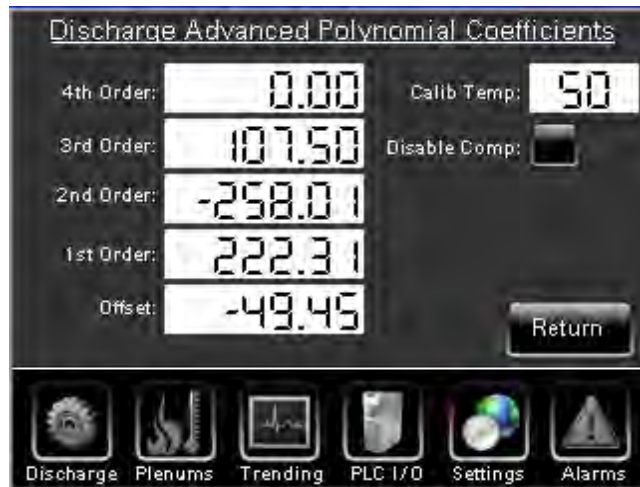 Discharge Advanced Polynomial Coefficients
4th Order: 0.00 Calib Temp: 50
3rd Order: 107.50 Disable Comp:
2nd Order: -258.01
1st Order: 222.31
Offset: -49.45
Return
Discharge Plenums Trending PLC I/O Settings Alarms